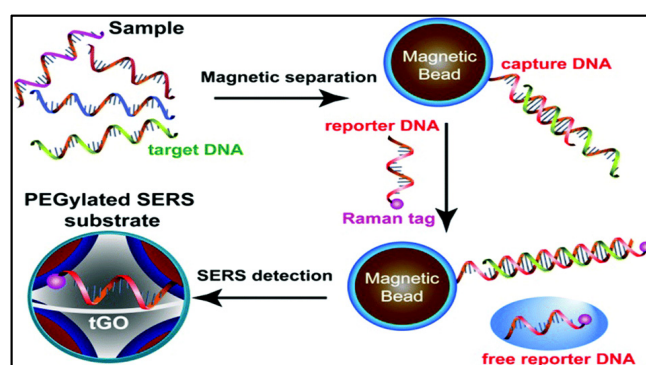 Sample
Magnetic separation
Magnetic
Bead
capture DNA
target DNA
reporter DNA
Raman tag
PEGylated SERS
substrate
SERS detection
tGO
Magnetic
Bead
free reporter DNA